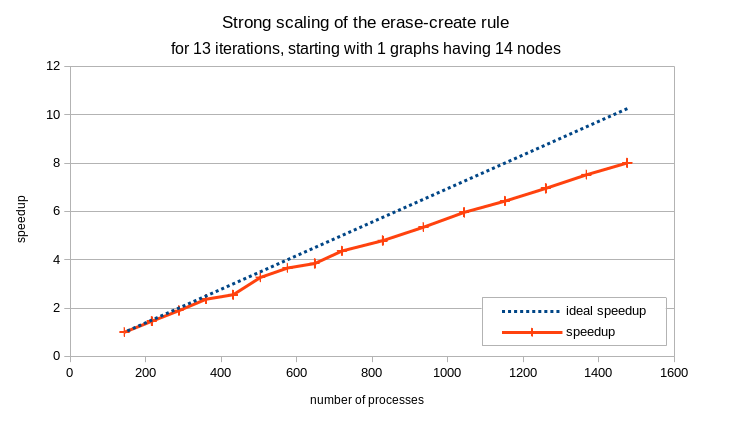 Strong scaling of the erase-create rule
for 13 iterations, starting with 1 graphs having 14 nodes
12
10
8
6
4
2
0
speedup
0 200 400 600 800 1000 1200 1400 1600
number of processes
ideal speedup
speedup